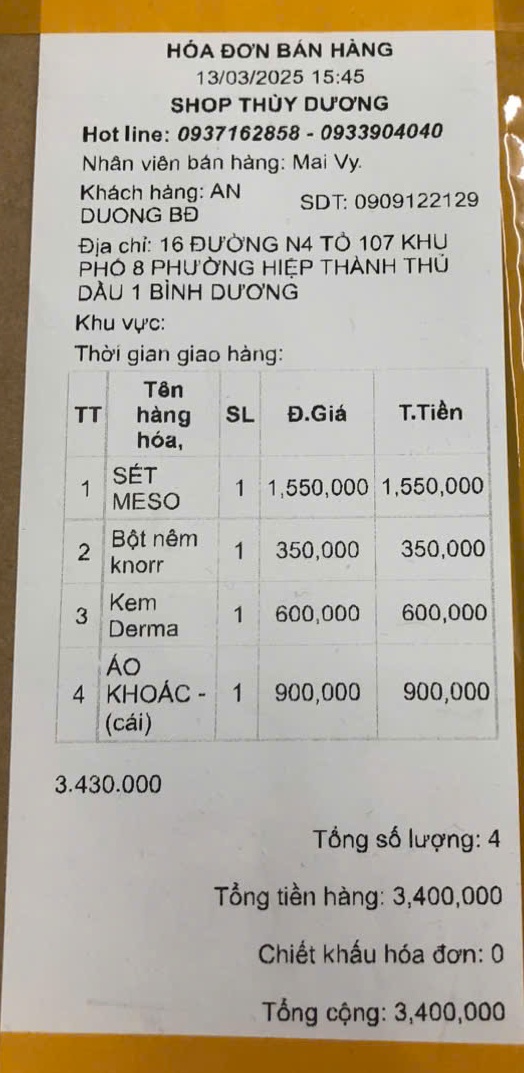 HÓA ĐƠN BÁN HÀNG
13/03/2025 15:45
SHOP THÙY DƯƠNG
Hot line: 0937162858 - 0933904040
Nhân viên bán hàng: Mai Vy.
Khách hàng: AN DUONG BĐ SDT: 0909122129
Địa chỉ: 16 ĐƯỜNG N4 TỔ 107 KHU
PHỐ 8 PHƯỜNG HIỆP THÀNH THỦ
DẦU 1 BÌNH DƯƠNG
Khu vực:
Thời gian giao hàng:
TT Tên hàng hóa, SL Đ.Giá T.Tiền
1 SÉT MESO 1 1,550,000 1,550,000
2 Bột nêm knorr 1 350,000 350,000
3 Kem Derma 1 600,000 600,000
4 ÁO KHOÁC - (cái) 1 900,000 900,000
3.430.000
Tổng số lượng: 4
Tổng tiền hàng: 3,400,000
Chiết khấu hóa đơn: 0
Tổng cộng: 3,400,000